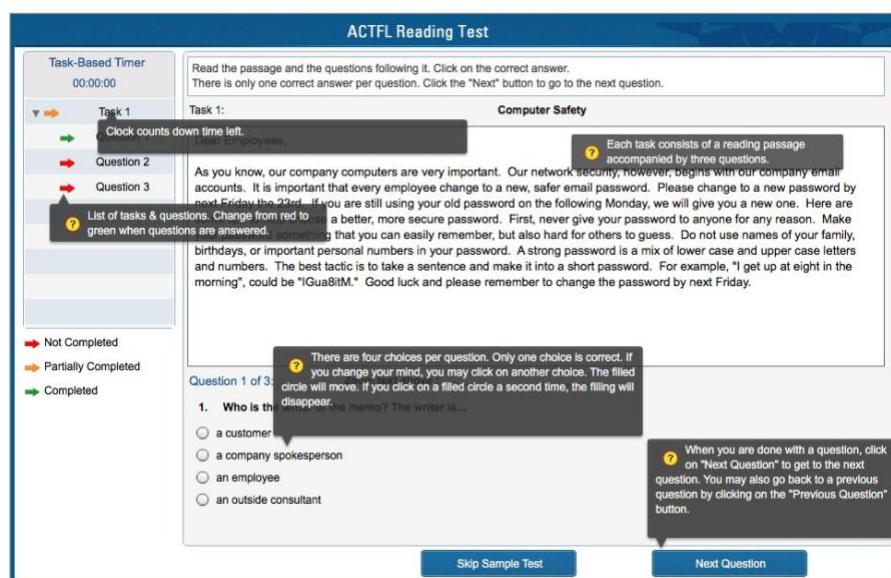 ACTFL Reading Test
Task-Based Timer
00:00:00
Task 1
Question 2
Question 3
Not Completed
Partially Completed
Completed
Clock counts down time left.
List of tasks & questions. Change from red to
green when questions are answered.
Read the passage and the questions following it. Click on the correct answer.
There is only one correct answer per question. Click the "Next" button to go to the next question.
Task 1:
Computer Safety
Each task consists of a reading passage
accompanied by three questions.
Dear Employees,
As you know, our company computers are very important. Our network security, however, begins with our company email
accounts. It is important that every employee change to a new, safer email password. Please change to a new password by
next Friday the 23rd. If you are still using your old password on the following Monday, we will give you a new one. Here are
a better, more secure password. First, never give your password to anyone for any reason. Make
something that you can easily remember, but also hard for others to guess. Do not use names of your family,
birthdays, or important personal numbers in your password. A strong password is a mix of lower case and upper case letters
and numbers. The best tactic is to take a sentence and make it into a short password. For example, "I get up at eight in the
morning", could be "IGua8itM." Good luck and please remember to change the password by next Friday.
There are four choices per question. Only one choice is correct. If
you change your mind, you may click on another choice. The filled
circle will move. If you click on a filled circle a second time, the filling will
disappear.
Question 1 of 3:
1. Who is the writer of the memo? The writer is...
a customer
a company spokesperson
an employee
an outside consultant
When you are done with a question, click
on "Next Question" to get to the next
question. You may also go back to a previous
question by clicking on the "Previous Question"
button.
Skip Sample Test
Next Question